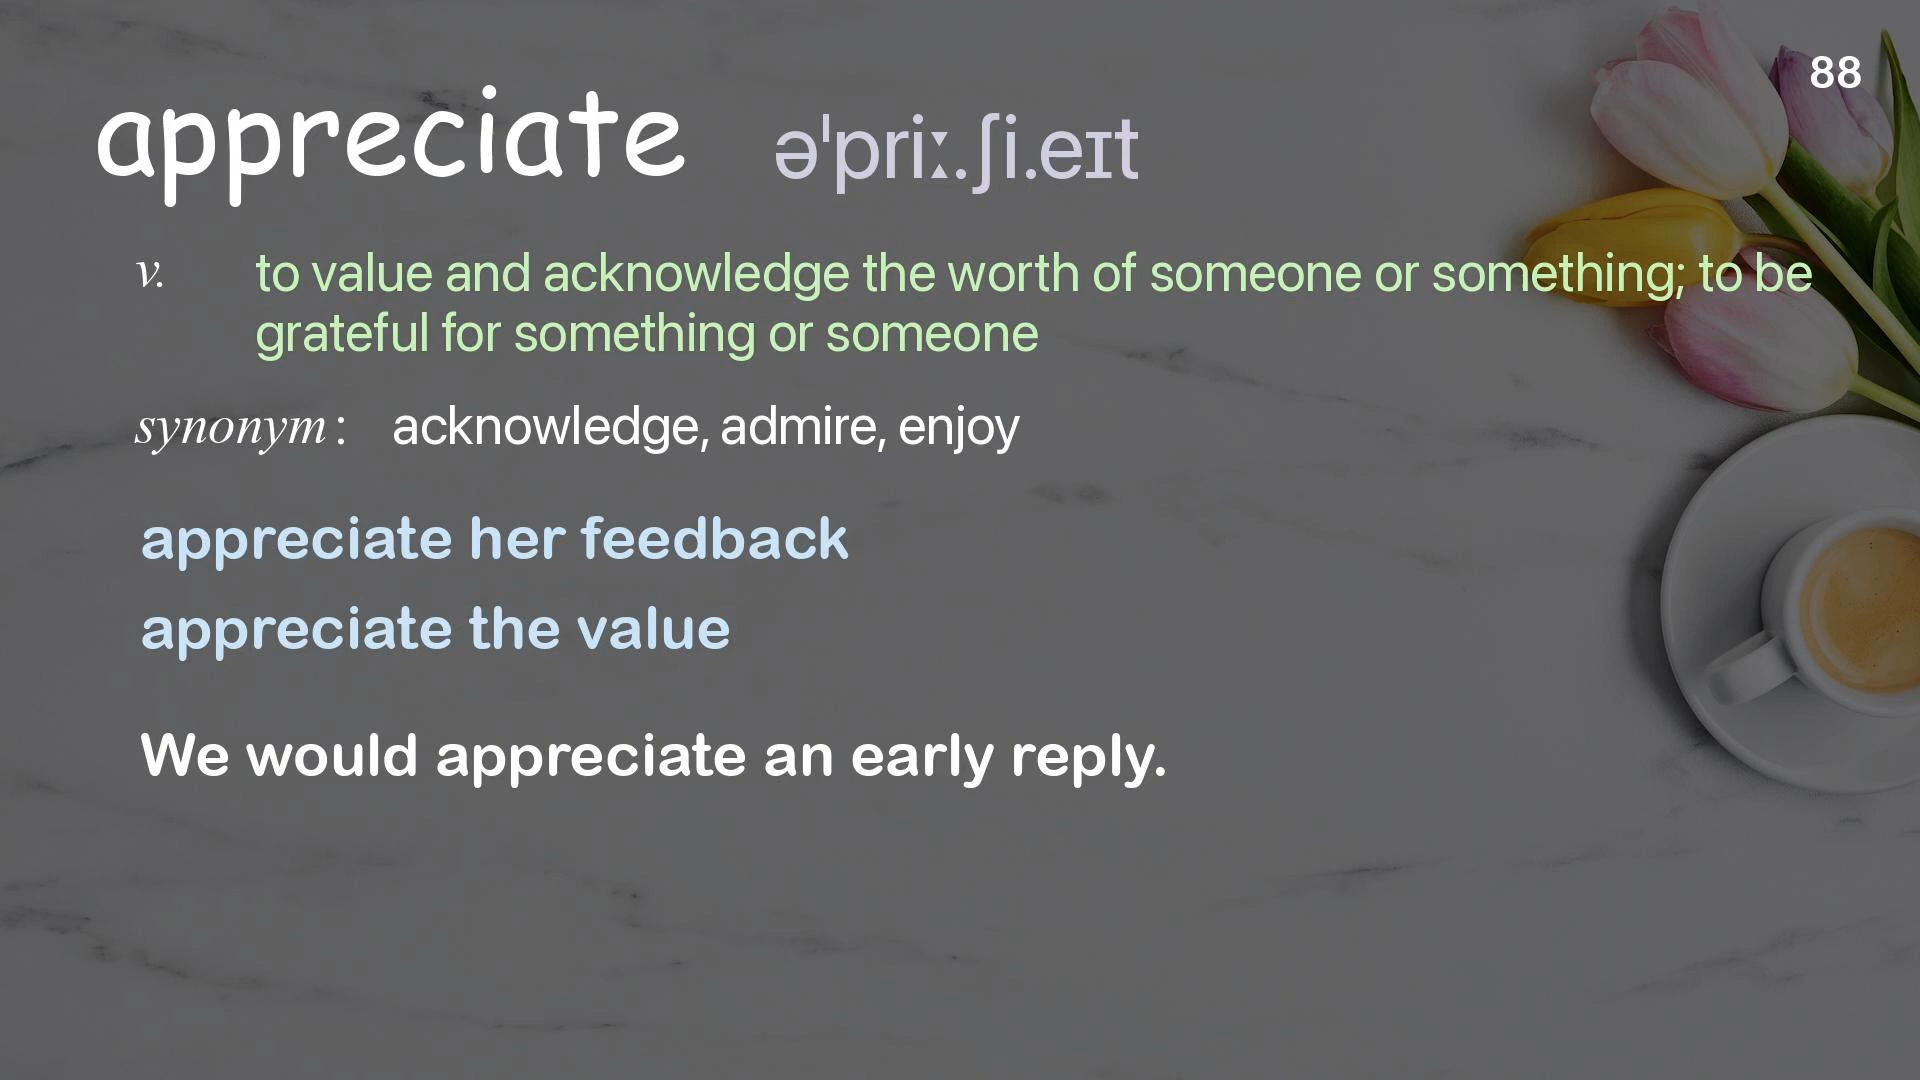 88
appreciate əˈpriː.ʃi.eɪt
v. to value and acknowledge the worth of someone or something; to be
grateful for something or someone
synonym: acknowledge, admire, enjoy
appreciate her feedback
appreciate the value
We would appreciate an early reply.